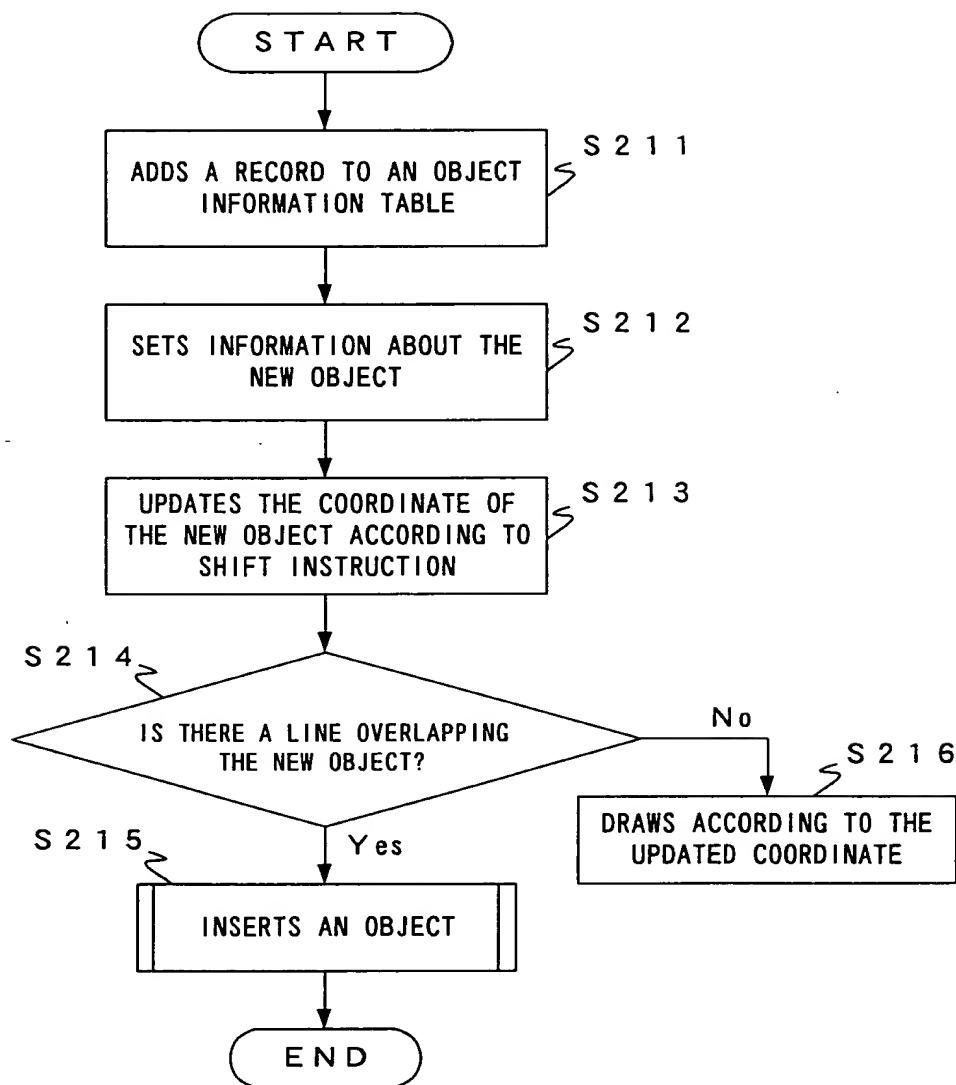 START
S211
ADDS A RECORD TO AN OBJECT
INFORMATION TABLE
S212
SETS INFORMATION ABOUT THE
NEW OBJECT
S213
UPDATES THE COORDINATE OF
THE NEW OBJECT ACCORDING TO
SHIFT INSTRUCTION
S214
IS THERE A LINE OVERLAPPING
THE NEW OBJECT?
No
S216
DRAWS ACCORDING TO THE
UPDATED COORDINATE
Yes
S215
INSERTS AN OBJECT
END